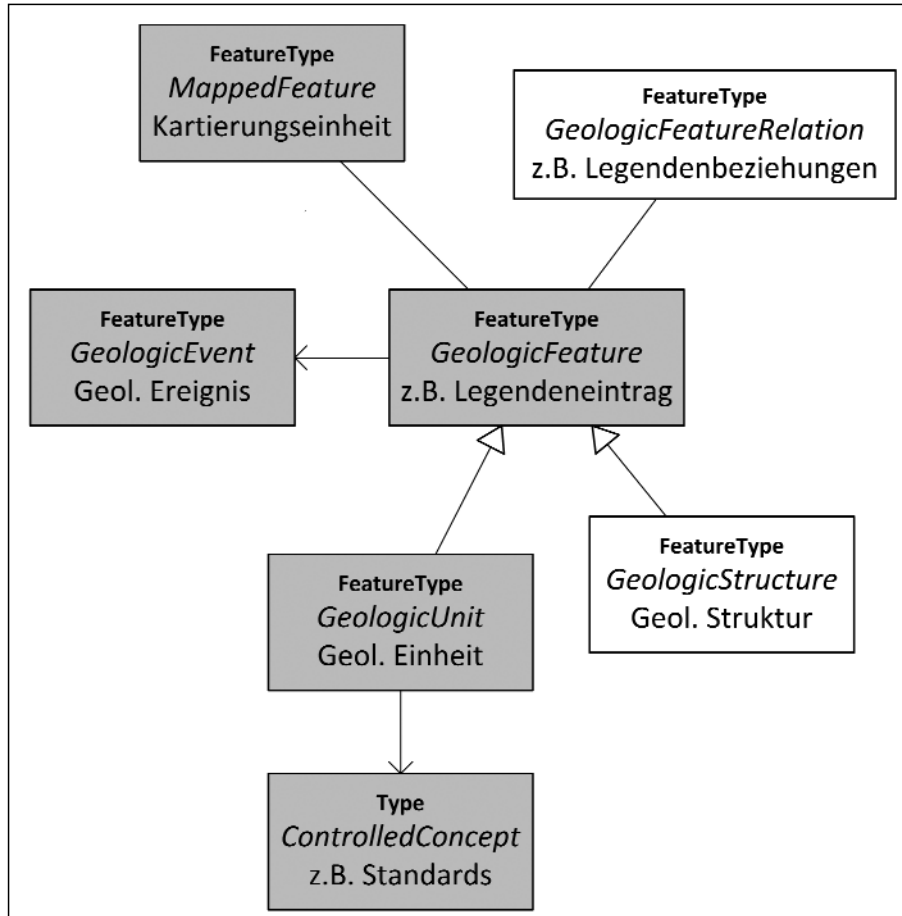 FeatureType
MappedFeature
Kartierungseinheit
FeatureType
GeologicFeatureRelation
z.B. Legendenbeziehungen
FeatureType
GeologicEvent
Geol. Ereignis
FeatureType
GeologicFeature
z.B. Legendeneintrag
FeatureType
GeologicUnit
Geol. Einheit
FeatureType
GeologicStructure
Geol. Struktur
Type
ControlledConcept
z.B. Standards